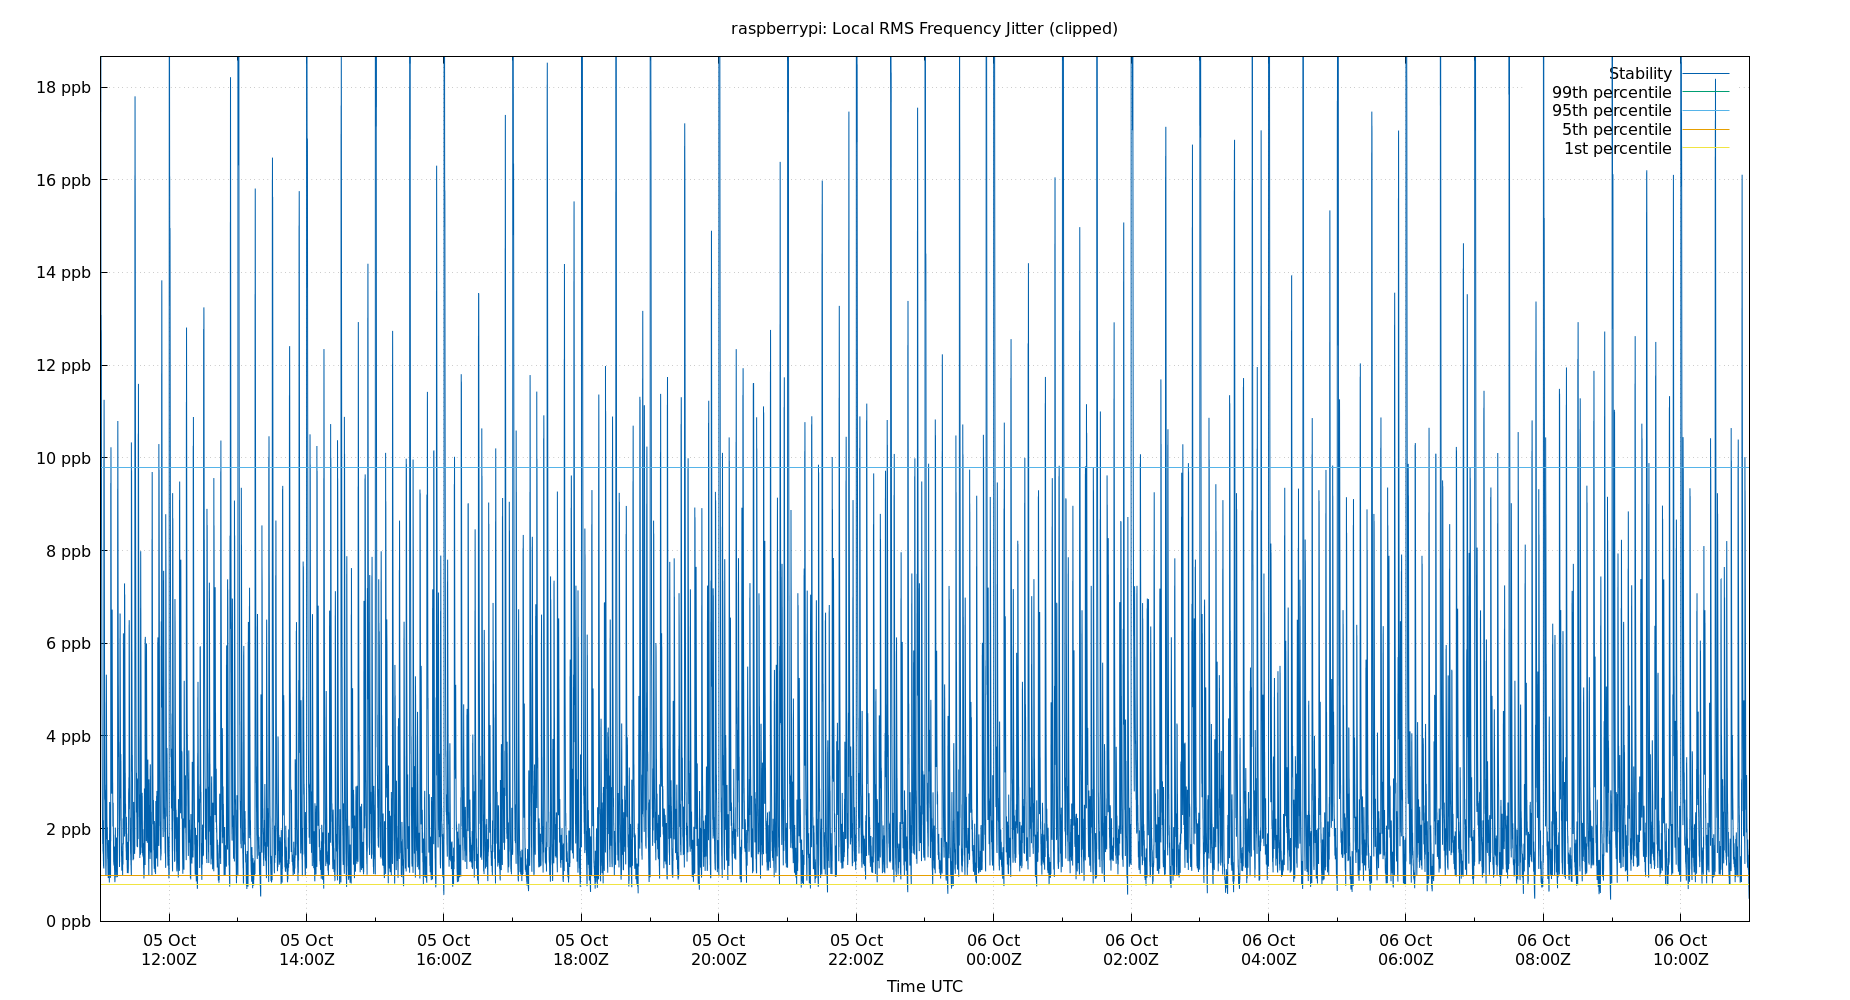 raspberrypi: Local RMS Frequency Jitter (clipped)
Stability
99th percentile
95th percentile
5th percentile
1st percentile
18 ppb
16 ppb
14 ppb
12 ppb
10 ppb
8 ppb
6 ppb
4 ppb
2 ppb
0 ppb
05 Oct 05 Oct 05 Oct 05 Oct 05 Oct 05 Oct 06 Oct 06 Oct 06 Oct 06 Oct 06 Oct 06 Oct
12:00Z 14:00Z 16:00Z 18:00Z 20:00Z 22:00Z 00:00Z 02:00Z 04:00Z 06:00Z 08:00Z 10:00Z
Time UTC